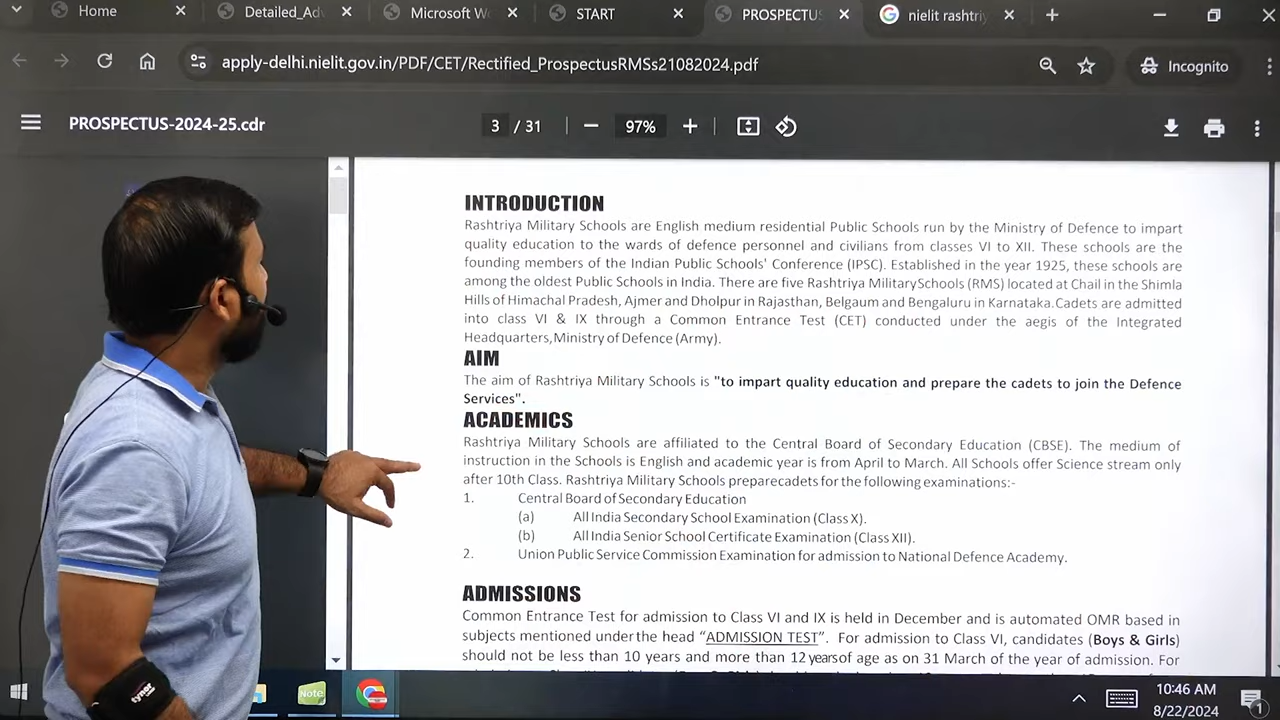 Home
Detailed_Adv
Microsoft Wo
START
PROSPECTUS
nielit rashtriy
apply-delhi.nielit.gov.in/PDF/CET/Rectified_ProspectusRMSs21082024.pdf
Incognito
PROSPECTUS-2024-25.cdr
3 / 31
97%
INTRODUCTION
Rashtriya Military Schools are English medium residential Public Schools run by the Ministry of Defence to impart
quality education to the wards of defence personnel and civilians from classes VI to XII. These schools are the
founding members of the Indian Public Schools' Conference (IPSC). Established in the year 1925, these schools are
among the oldest Public Schools in India. There are five Rashtriya MilitarySchools (RMS) located at Chail in the Shimla
Hills of Himachal Pradesh, Ajmer and Dholpur in Rajasthan, Belgaum and Bengaluru in Karnataka. Cadets are admitted
into class VI & IX through a Common Entrance Test (CET) conducted under the aegis of the Integrated
Headquarters, Ministry of Defence (Army).
AIM
The aim of Rashtriya Military Schools is "to impart quality education and prepare the cadets to join the Defence
Services".
ACADEMICS
Rashtriya Military Schools are affiliated to the Central Board of Secondary Education (CBSE). The medium of
instruction in the Schools is English and academic year is from April to March. All Schools offer Science stream only
after 10th Class. Rashtriya Military Schools preparecadets for the following examinations:-
1. Central Board of Secondary Education
(a) All India Secondary School Examination (Class X).
(b) All India Senior School Certificate Examination (Class XII).
2. Union Public Service Commission Examination for admission to National Defence Academy.
ADMISSIONS
Common Entrance Test for admission to Class VI and IX is held in December and is automated OMR based in
subjects mentioned under the head “ADMISSION TEST”. For admission to Class VI, candidates (Boys & Girls)
should not be less than 10 years and more than 12 years of age as on 31 March of the year of admission. For
Note
10:46 AM
8/22/2024
1
tynor